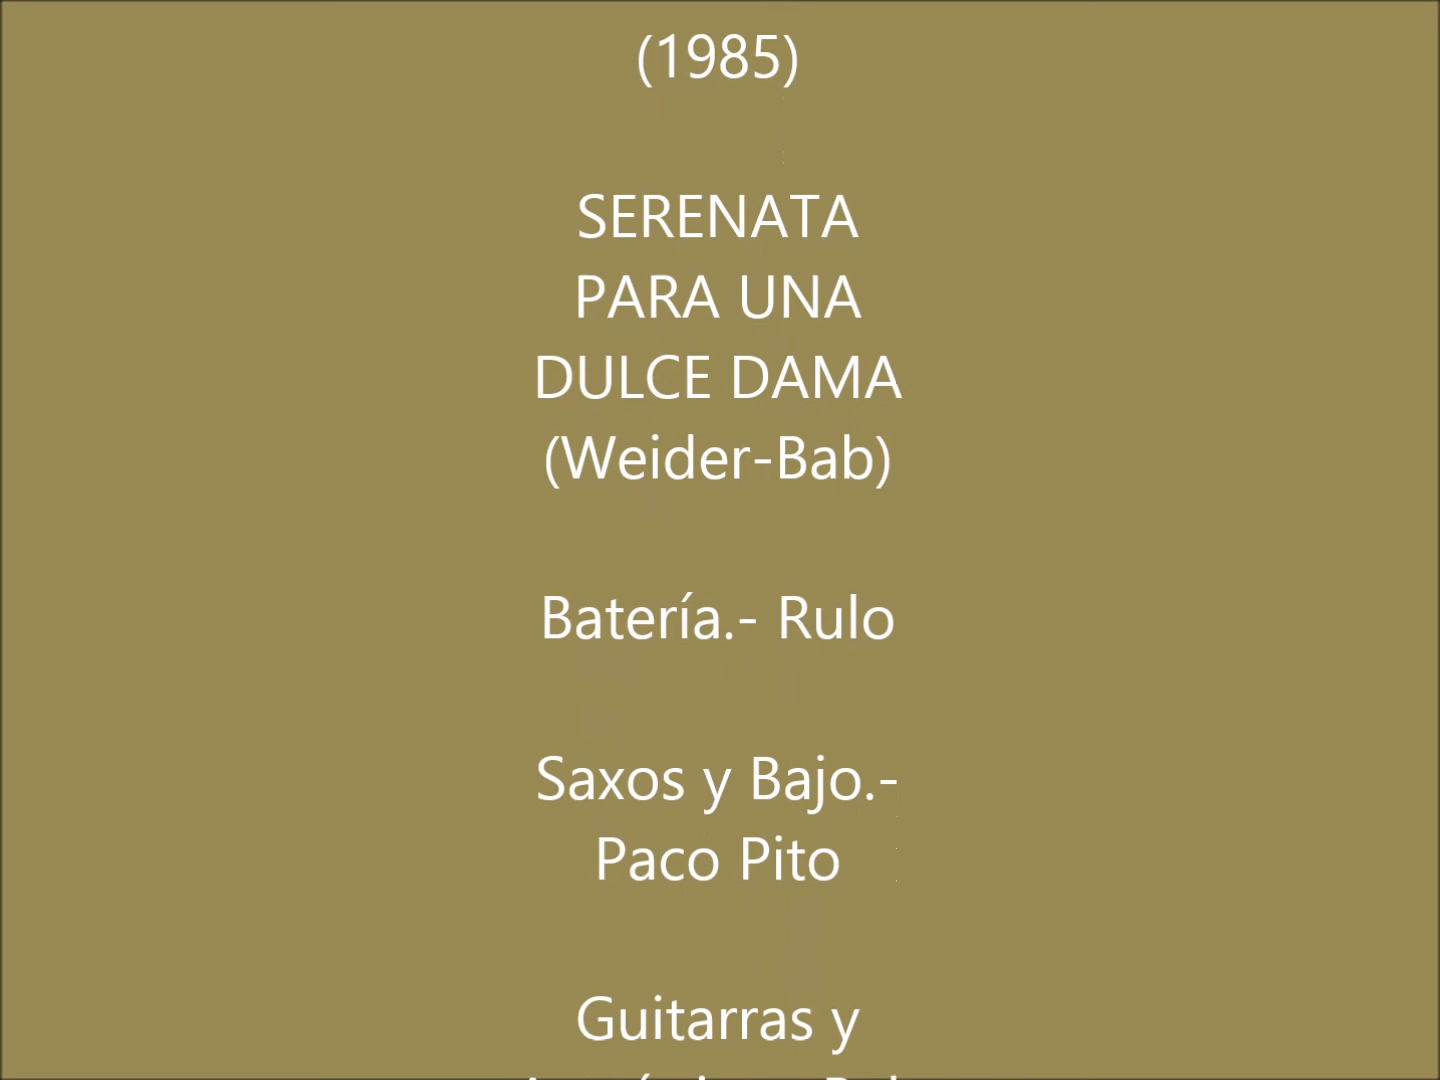 (1985)
SERENATA
PARA UNA
DULCE DAMA
(Weider-Bab)
Batería.- Rulo
Saxos y Bajo.-
Paco Pito
Guitarras y